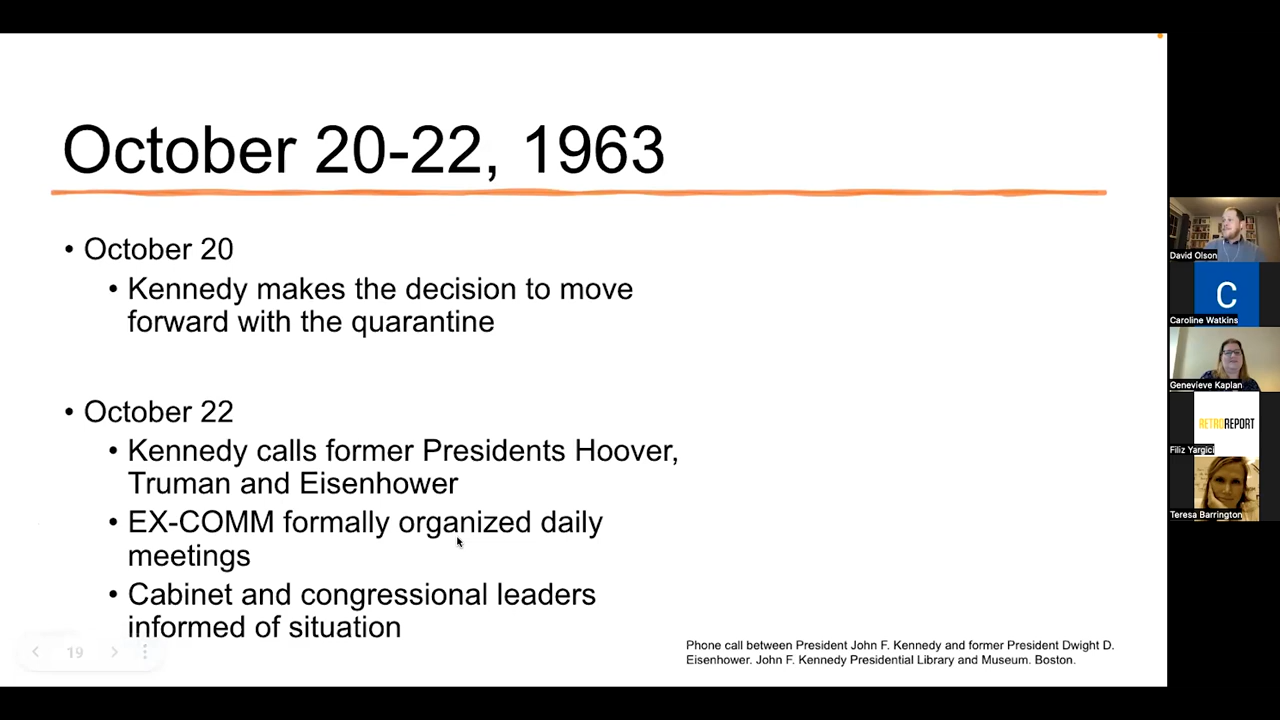 October 20-22, 1963
• October 20
• Kennedy makes the decision to move
forward with the quarantine
• October 22
• Kennedy calls former Presidents Hoover,
Truman and Eisenhower
• EX-COMM formally organized daily
meetings
• Cabinet and congressional leaders
informed of situation
19
Phone call between President John F. Kennedy and former President Dwight D.
Eisenhower. John F. Kennedy Presidential Library and Museum. Boston.
David Olson
C
Caroline Watkins
Genevieve Kaplan
RETROREPORT
Filiz Yargici
Teresa Barrington